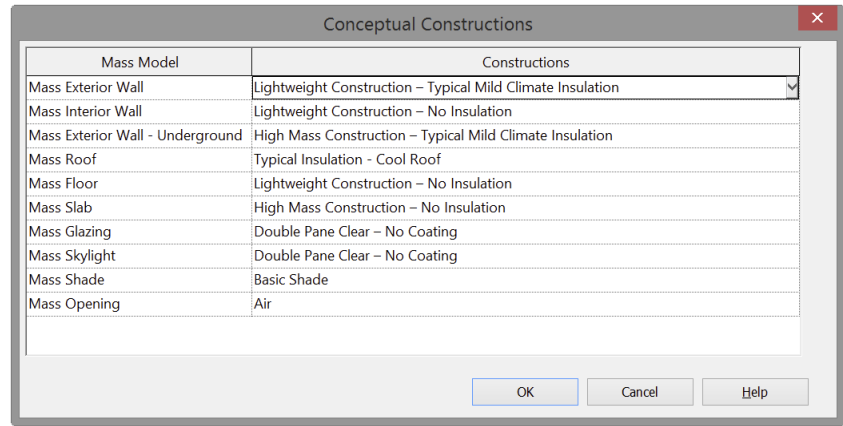 Conceptual Constructions
Mass Model Constructions
Mass Exterior Wall Lightweight Construction – Typical Mild Climate Insulation
Mass Interior Wall Lightweight Construction – No Insulation
Mass Exterior Wall - Underground High Mass Construction – Typical Mild Climate Insulation
Mass Roof Typical Insulation - Cool Roof
Mass Floor Lightweight Construction – No Insulation
Mass Slab High Mass Construction – No Insulation
Mass Glazing Double Pane Clear – No Coating
Mass Skylight Double Pane Clear – No Coating
Mass Shade Basic Shade
Mass Opening Air
OK Cancel Help